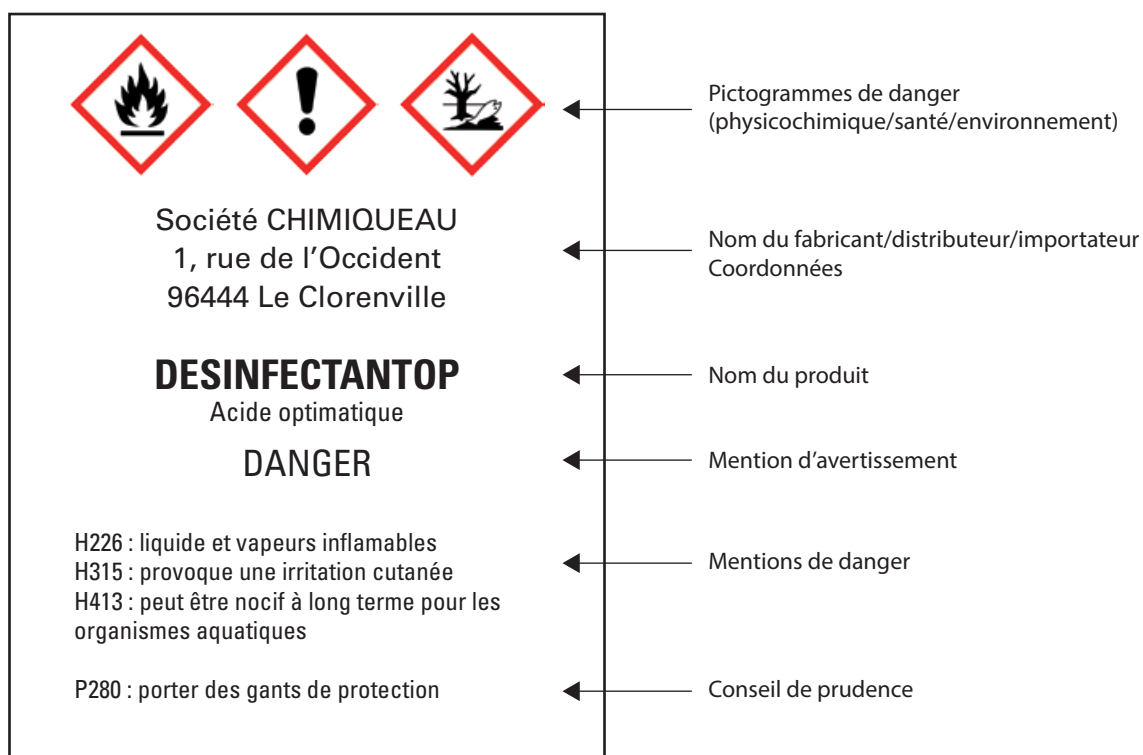 Pictogrammes de danger
(physicochimique/santé/environnement)
Société CHIMIQUEAU
1, rue de l'Occident
96444 Le Clorenville
Nom du fabricant/distributeur/importateur
Coordonnées
DESINFECTANTOP
Acide optimatique
Nom du produit
DANGER
Mention d'avertissement
H226 : liquide et vapeurs inflamables
H315 : provoque une irritation cutanée
H413 : peut être nocif à long terme pour les
organismes aquatiques
Mentions de danger
P280 : porter des gants de protection
Conseil de prudence